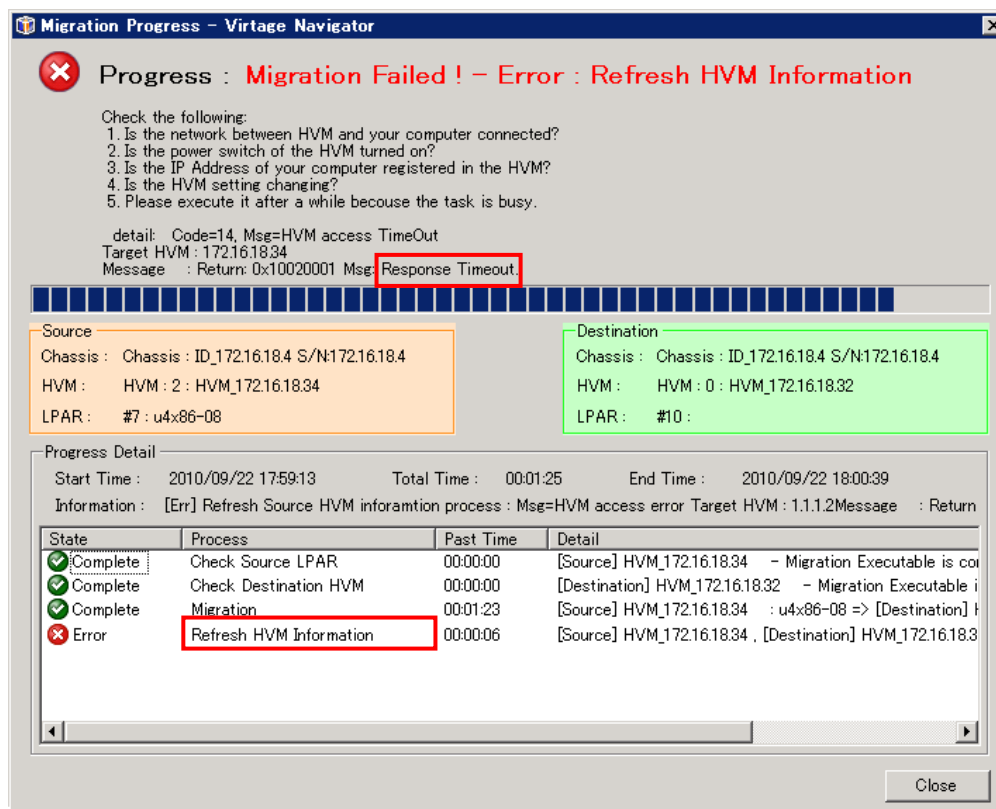 Migration Progress - Virtage Navigator
Progress : Migration Failed ! - Error : Refresh HVM Information
Check the following:
1. Is the network between HVM and your computer connected?
2. Is the power switch of the HVM turned on?
3. Is the IP Address of your computer registered in the HVM?
4. Is the HVM setting changing?
5. Please execute it after a while becouse the task is busy.
detail: Code=14, Msg=HVM access TimeOut
Target HVM : 172.16.18.34
Message : Return: 0x10020001 Msg: Response Timeout.
Source
Chassis : Chassis : ID_172.16.18.4 S/N:172.16.18.4
HVM : HVM : 2 : HVM_172.16.18.34
LPAR : #7 : u4x86-08
Destination
Chassis : Chassis : ID_172.16.18.4 S/N:172.16.18.4
HVM : HVM : 0 : HVM_172.16.18.32
LPAR : #10 :
Progress Detail
Start Time : 2010/09/22 17:59:13 Total Time : 00:01:25 End Time : 2010/09/22 18:00:39
Information : [Err] Refresh Source HVM inforamtion process : Msg=HVM access error Target HVM : 1.1.1.2Message : Return
State Process Past Time Detail
Complete Check Source LPAR 00:00:00 [Source] HVM_172.16.18.34 - Migration Executable is con
Complete Check Destination HVM 00:00:00 [Destination] HVM_172.16.18.32 - Migration Executable i
Complete Migration 00:01:23 [Source] HVM_172.16.18.34 : u4x86-08 => [Destination] H
Error Refresh HVM Information 00:00:06 [Source] HVM_172.16.18.34 , [Destination] HVM_172.16.18.3
Close